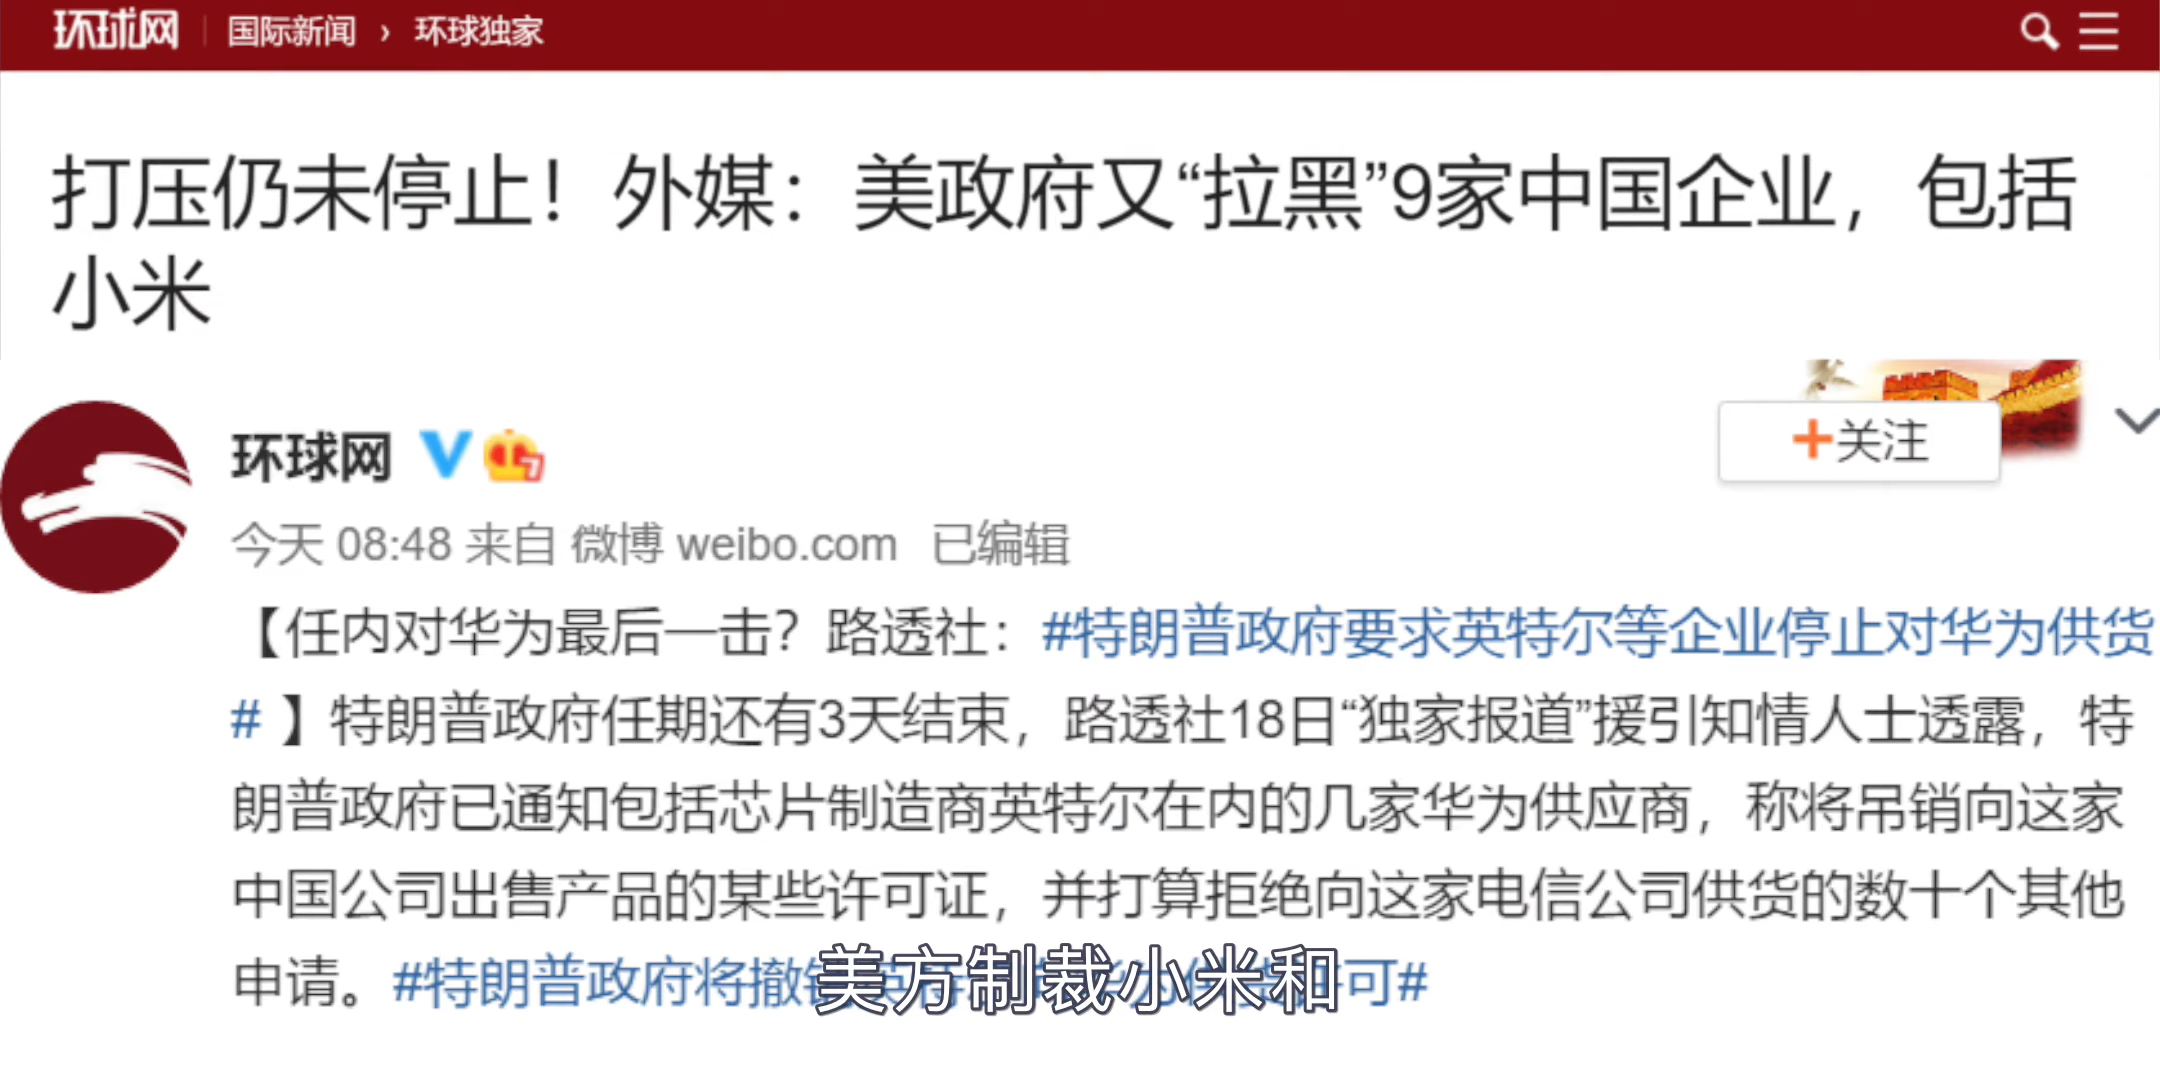 环球网 国际新闻 › 环球独家
打压仍未停止！外媒：美政府又“拉黑”9家中国企业，包括
小米
环球网
+关注
今天 08:48 来自 微博 weibo.com 已编辑
【任内对华为最后一击？路透社：#特朗普政府要求英特尔等企业停止对华为供货
#】特朗普政府任期还有3天结束，路透社18日“独家报道”援引知情人士透露，特
朗普政府已通知包括芯片制造商英特尔在内的几家华为供应商，称将吊销向这家
中国公司出售产品的某些许可证，并打算拒绝向这家电信公司供货的数十个其他
申请。#特朗普政府将撤 可#
美方制裁小米和